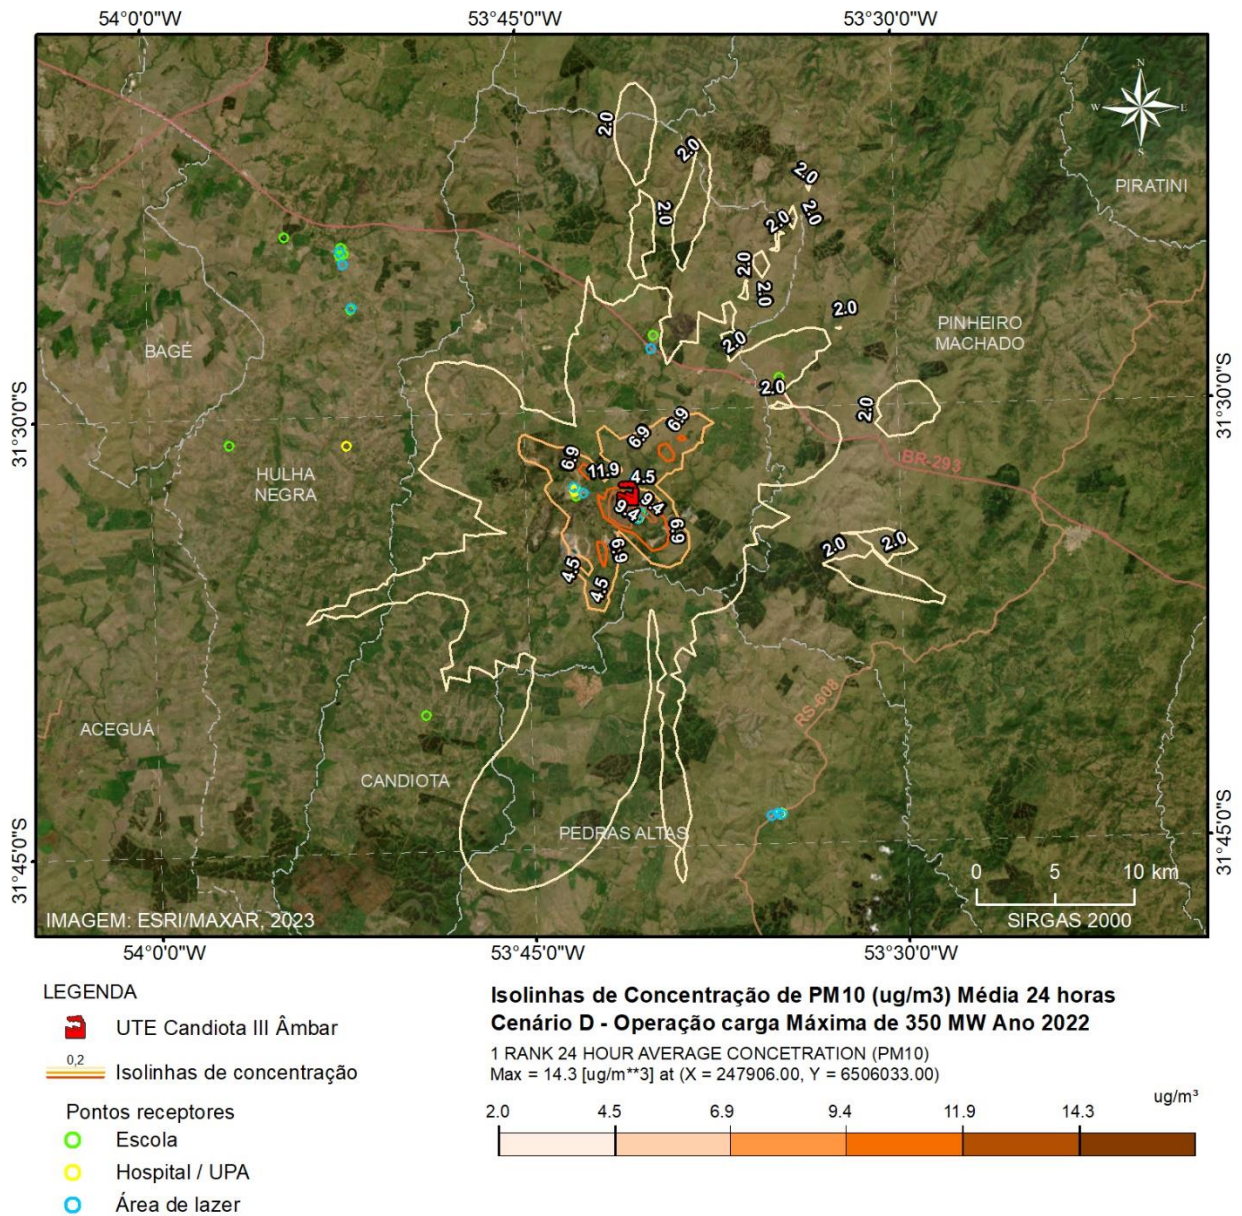 54°0'0"W 53°45'0"W 53°30'0"W
N
W E
S
PIRATINI
2.0
2.0
2.0
2.0
2.0
2.0
2.0
2.0
2.0
2.0
PINHEIRO
MACHADO
BAGÉ
2.0
2.0
2.0
31°30'0"S
31°30'0"S
6.9
6.9
BR-293
6.9
11.9
4.5
HULHA
NEGRA
9.4
9.4
6.9
6.9
2.0
2.0
4.5
4.5
RS-608
ACEGUÁ
CANDIOTA
PEDRAS ALTAS
31°45'0"S
31°45'0"S
0 5 10 km
IMAGEM: ESRI/MAXAR, 2023
SIRGAS 2000
54°0'0"W 53°45'0"W 53°30'0"W
LEGENDA
UTE Candiota III Âmbar
0,2
Isolinhas de concentração
Pontos receptores
Escola
Hospital / UPA
Área de lazer
Isolinhas de Concentração de PM10 (ug/m3) Média 24 horas
Cenário D - Operação carga Máxima de 350 MW Ano 2022
1 RANK 24 HOUR AVERAGE CONCETRATION (PM10)
Max = 14.3 [ug/m**3] at (X = 247906.00, Y = 6506033.00)
ug/m³
2.0 4.5 6.9 9.4 11.9 14.3